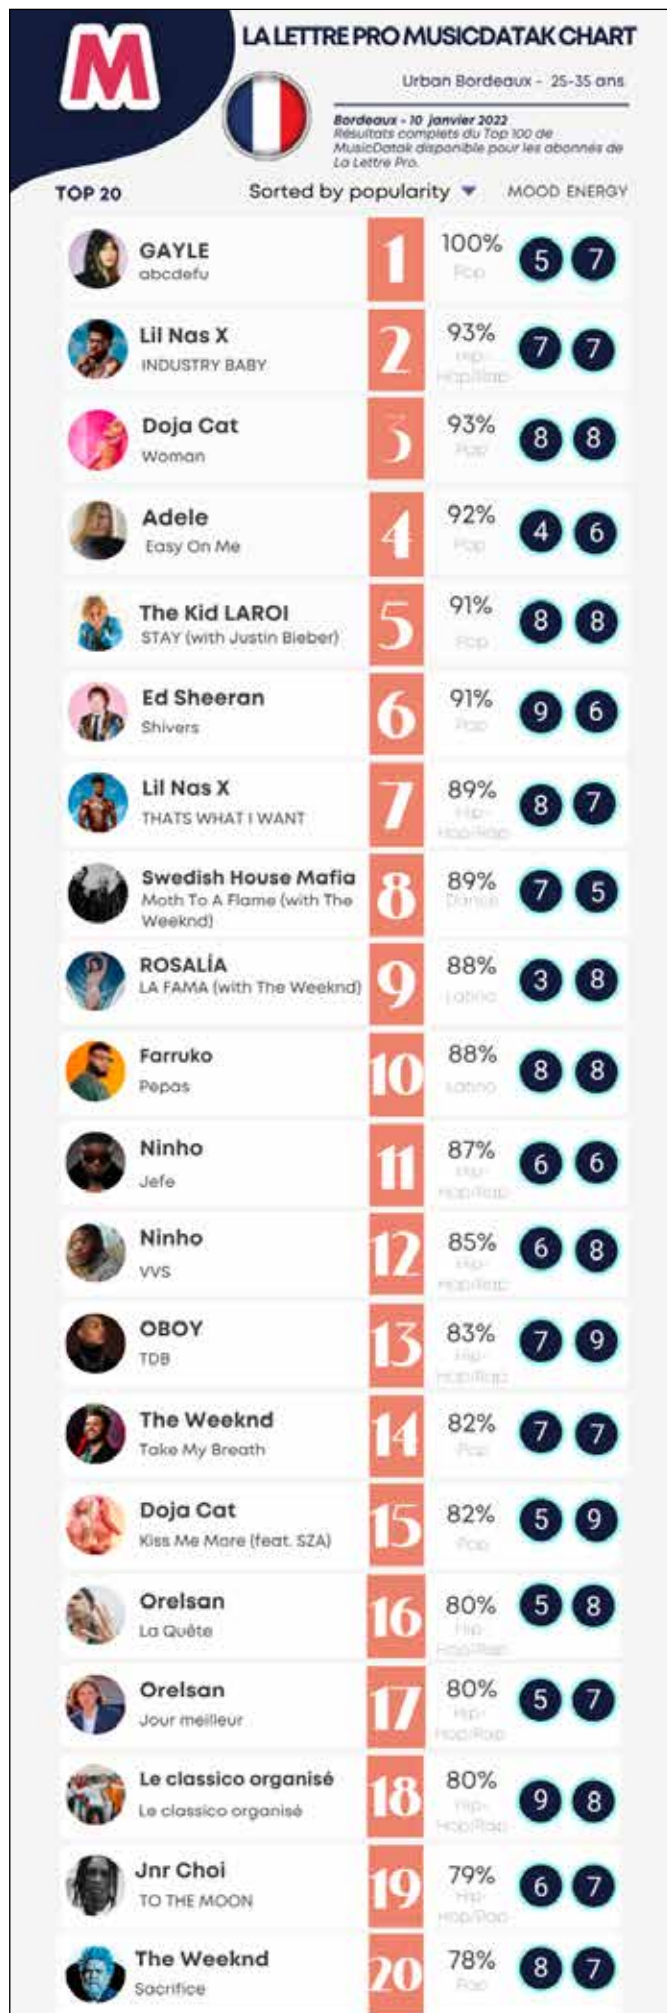 M
LA LETTRE PRO MUSICDATAK CHART
Urban Bordeaux - 25-35 ans
Bordeaux - 10 janvier 2022
Résultats complets du Top 100 de
MusicDatak disponible pour les abonnés de
La Lettre Pro.
TOP 20 Sorted by popularity MOOD ENERGY
GAYLE
abcdefu
1
100%
Pop
5 7
Lil Nas X
INDUSTRY BABY
2
93%
Hip-
Hop/Rap
7 7
Doja Cat
Woman
3
93%
Pop
8 8
Adele
Easy On Me
4
92%
Pop
4 6
The Kid LAROI
STAY (with Justin Bieber)
5
91%
Pop
8 8
Ed Sheeran
Shivers
6
91%
Pop
9 6
Lil Nas X
THATS WHAT I WANT
7
89%
Hip-
Hop/Rap
8 7
Swedish House Mafia
Moth To A Flame (with The
Weeknd)
8
89%
Dance
7 5
ROSALÍA
LA FAMA (with The Weeknd)
9
88%
Latino
3 8
Farruko
Pepas
10
88%
Latino
8 8
Ninho
Jefe
11
87%
Hip-
Hop/Rap
6 6
Ninho
VVS
12
85%
Hip-
Hop/Rap
6 8
OBOY
TDB
13
83%
Hip-
Hop/Rap
7 9
The Weeknd
Take My Breath
14
82%
Pop
7 7
Doja Cat
Kiss Me More (feat. SZA)
15
82%
Pop
5 9
Orelsan
La Quête
16
80%
Hip-
Hop/Rap
5 8
Orelsan
Jour meilleur
17
80%
Hip-
Hop/Rap
5 7
Le classico organisé
Le classico organisé
18
80%
Hip-
Hop/Rap
9 8
Jnr Choi
TO THE MOON
19
79%
Hip-
Hop/Rap
6 7
The Weeknd
Sacrifice
20
78%
Pop
8 7